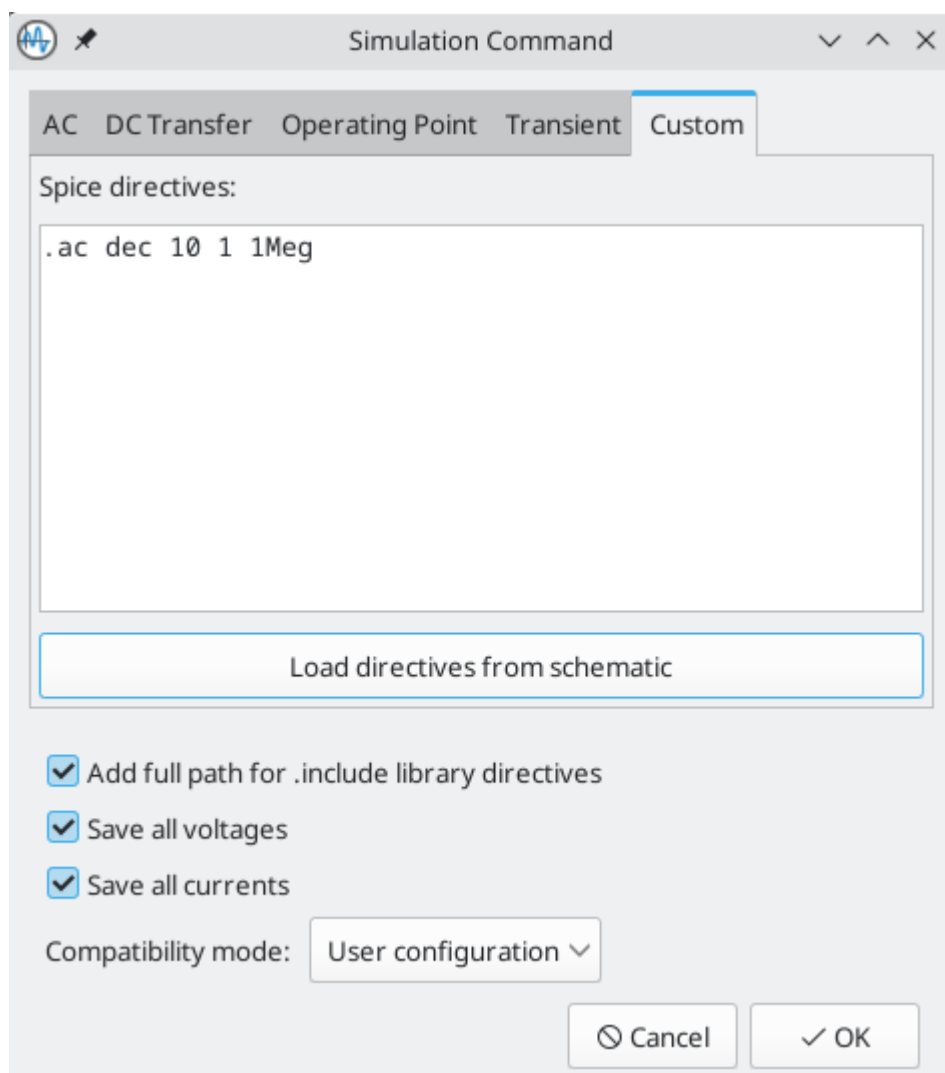 Simulation Command
AC DC Transfer Operating Point Transient Custom
Spice directives:
.ac dec 10 1 1Meg
Load directives from schematic
Add full path for .include library directives
Save all voltages
Save all currents
Compatibility mode: User configuration
Cancel OK